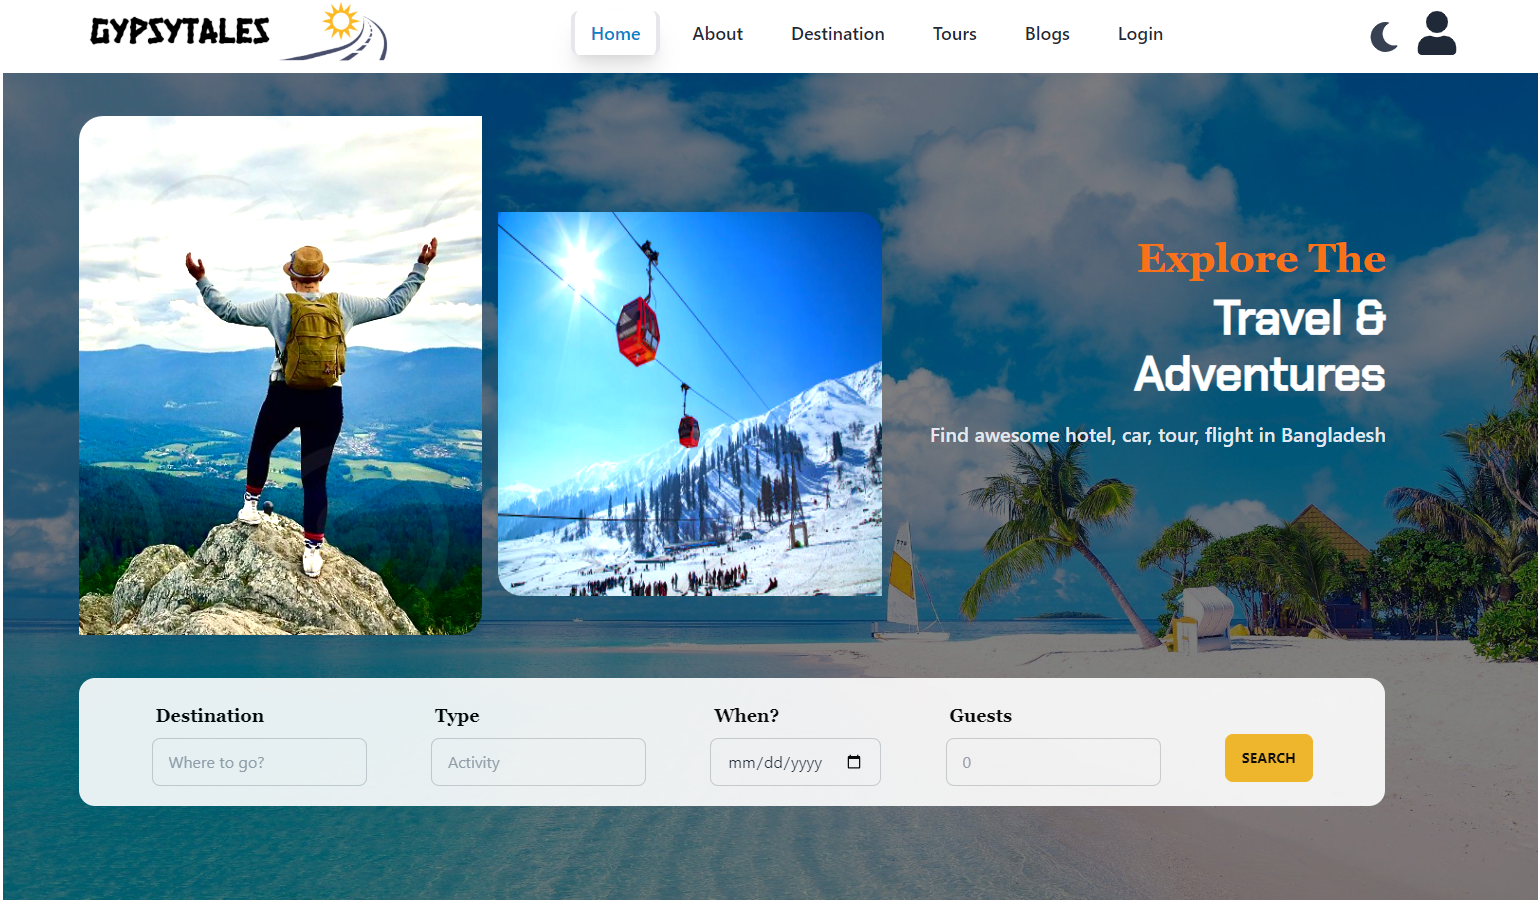 GYPSYTALES
Home About Destination Tours Blogs Login
Explore The
Travel &
Adventures
Find awesome hotel, car, tour, flight in Bangladesh
Destination Type When? Guests
Where to go? Activity mm/dd/yyyy 0 SEARCH